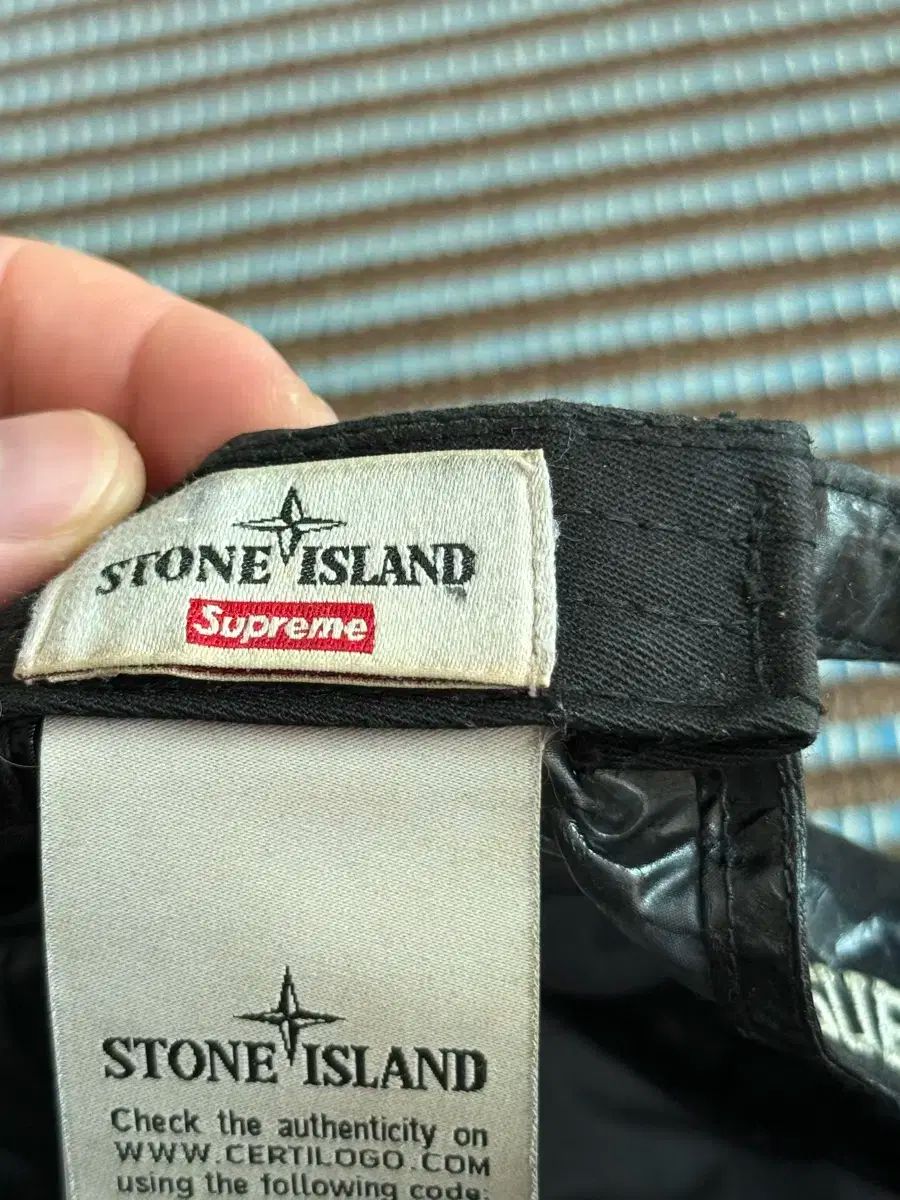 STONE ISLAND
Supreme
STONE ISLAND
Check the authenticity on
WWW.CERTILOGO.COM
using the following code: